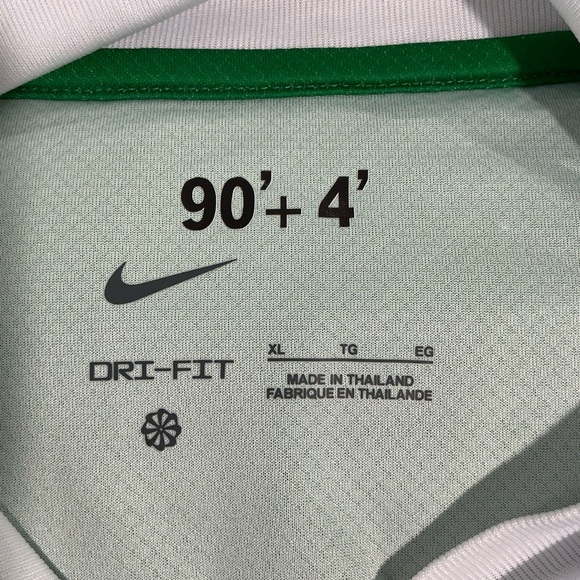 90’+ 4’
DRI-FIT
XL TG EG
MADE IN THAILAND
FABRIQUE EN THAILANDE